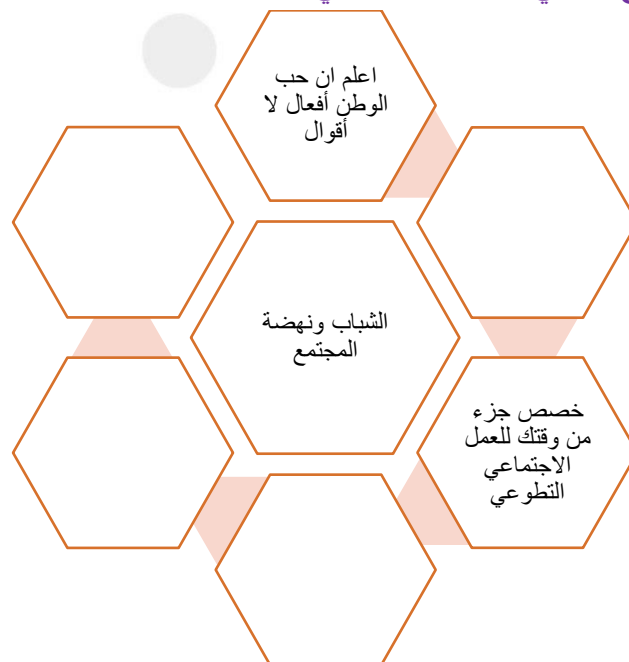 اعلم ان حب
الوطن أفعال لا
أقوال
الشباب ونهضة
المجتمع
خصص جزء
من وقتك للعمل
الاجتماعي
التطوعي